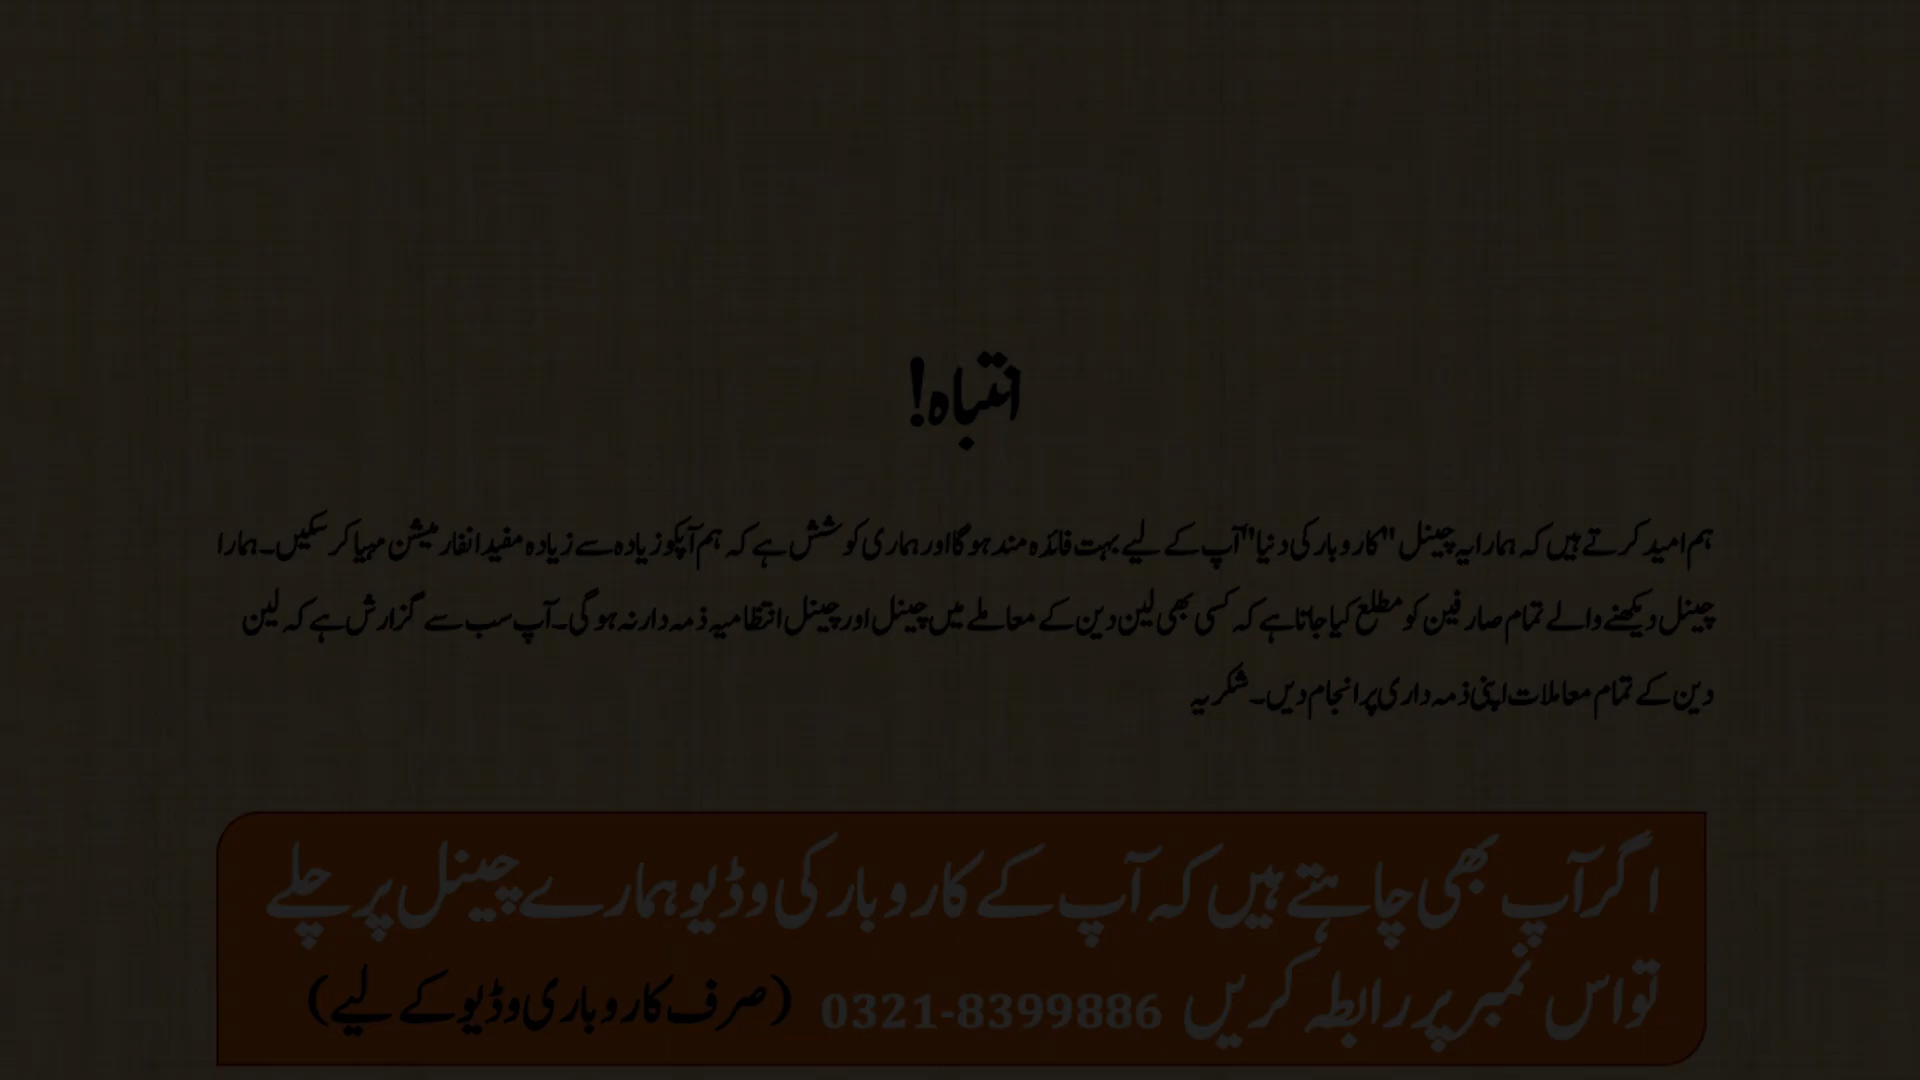 انتباہ!
ہم امید کرتے ہیں کہ ہمارا یہ چینل "کاروبار کی دنیا" آپ کے لیے بہت فائدہ مند ہو گا اور ہماری کوشش ہے کہ ہم آپکو زیادہ سے زیادہ مفید انفارمیشن مہیا کر سکیں۔ ہمارا
چینل دیکھنے والے تمام صارفین کو مطلع کیا جاتا ہے کہ کسی بھی لین دین کے معاملے میں چینل اور چینل انتظامیہ ذمہ دار نہ ہو گی۔ آپ سب سے گزارش ہے کہ لین
دین کے تمام معاملات اپنی ذمہ داری پر انجام دیں۔ شکریہ
اگر آپ بھی چاہتے ہیں کہ آپ کے کاروبار کی وڈیو ہمارے چینل پر چلے
تو اس نمبر پر رابطہ کریں 0321-8399886 (صرف کاروباری وڈیو کے لیے)